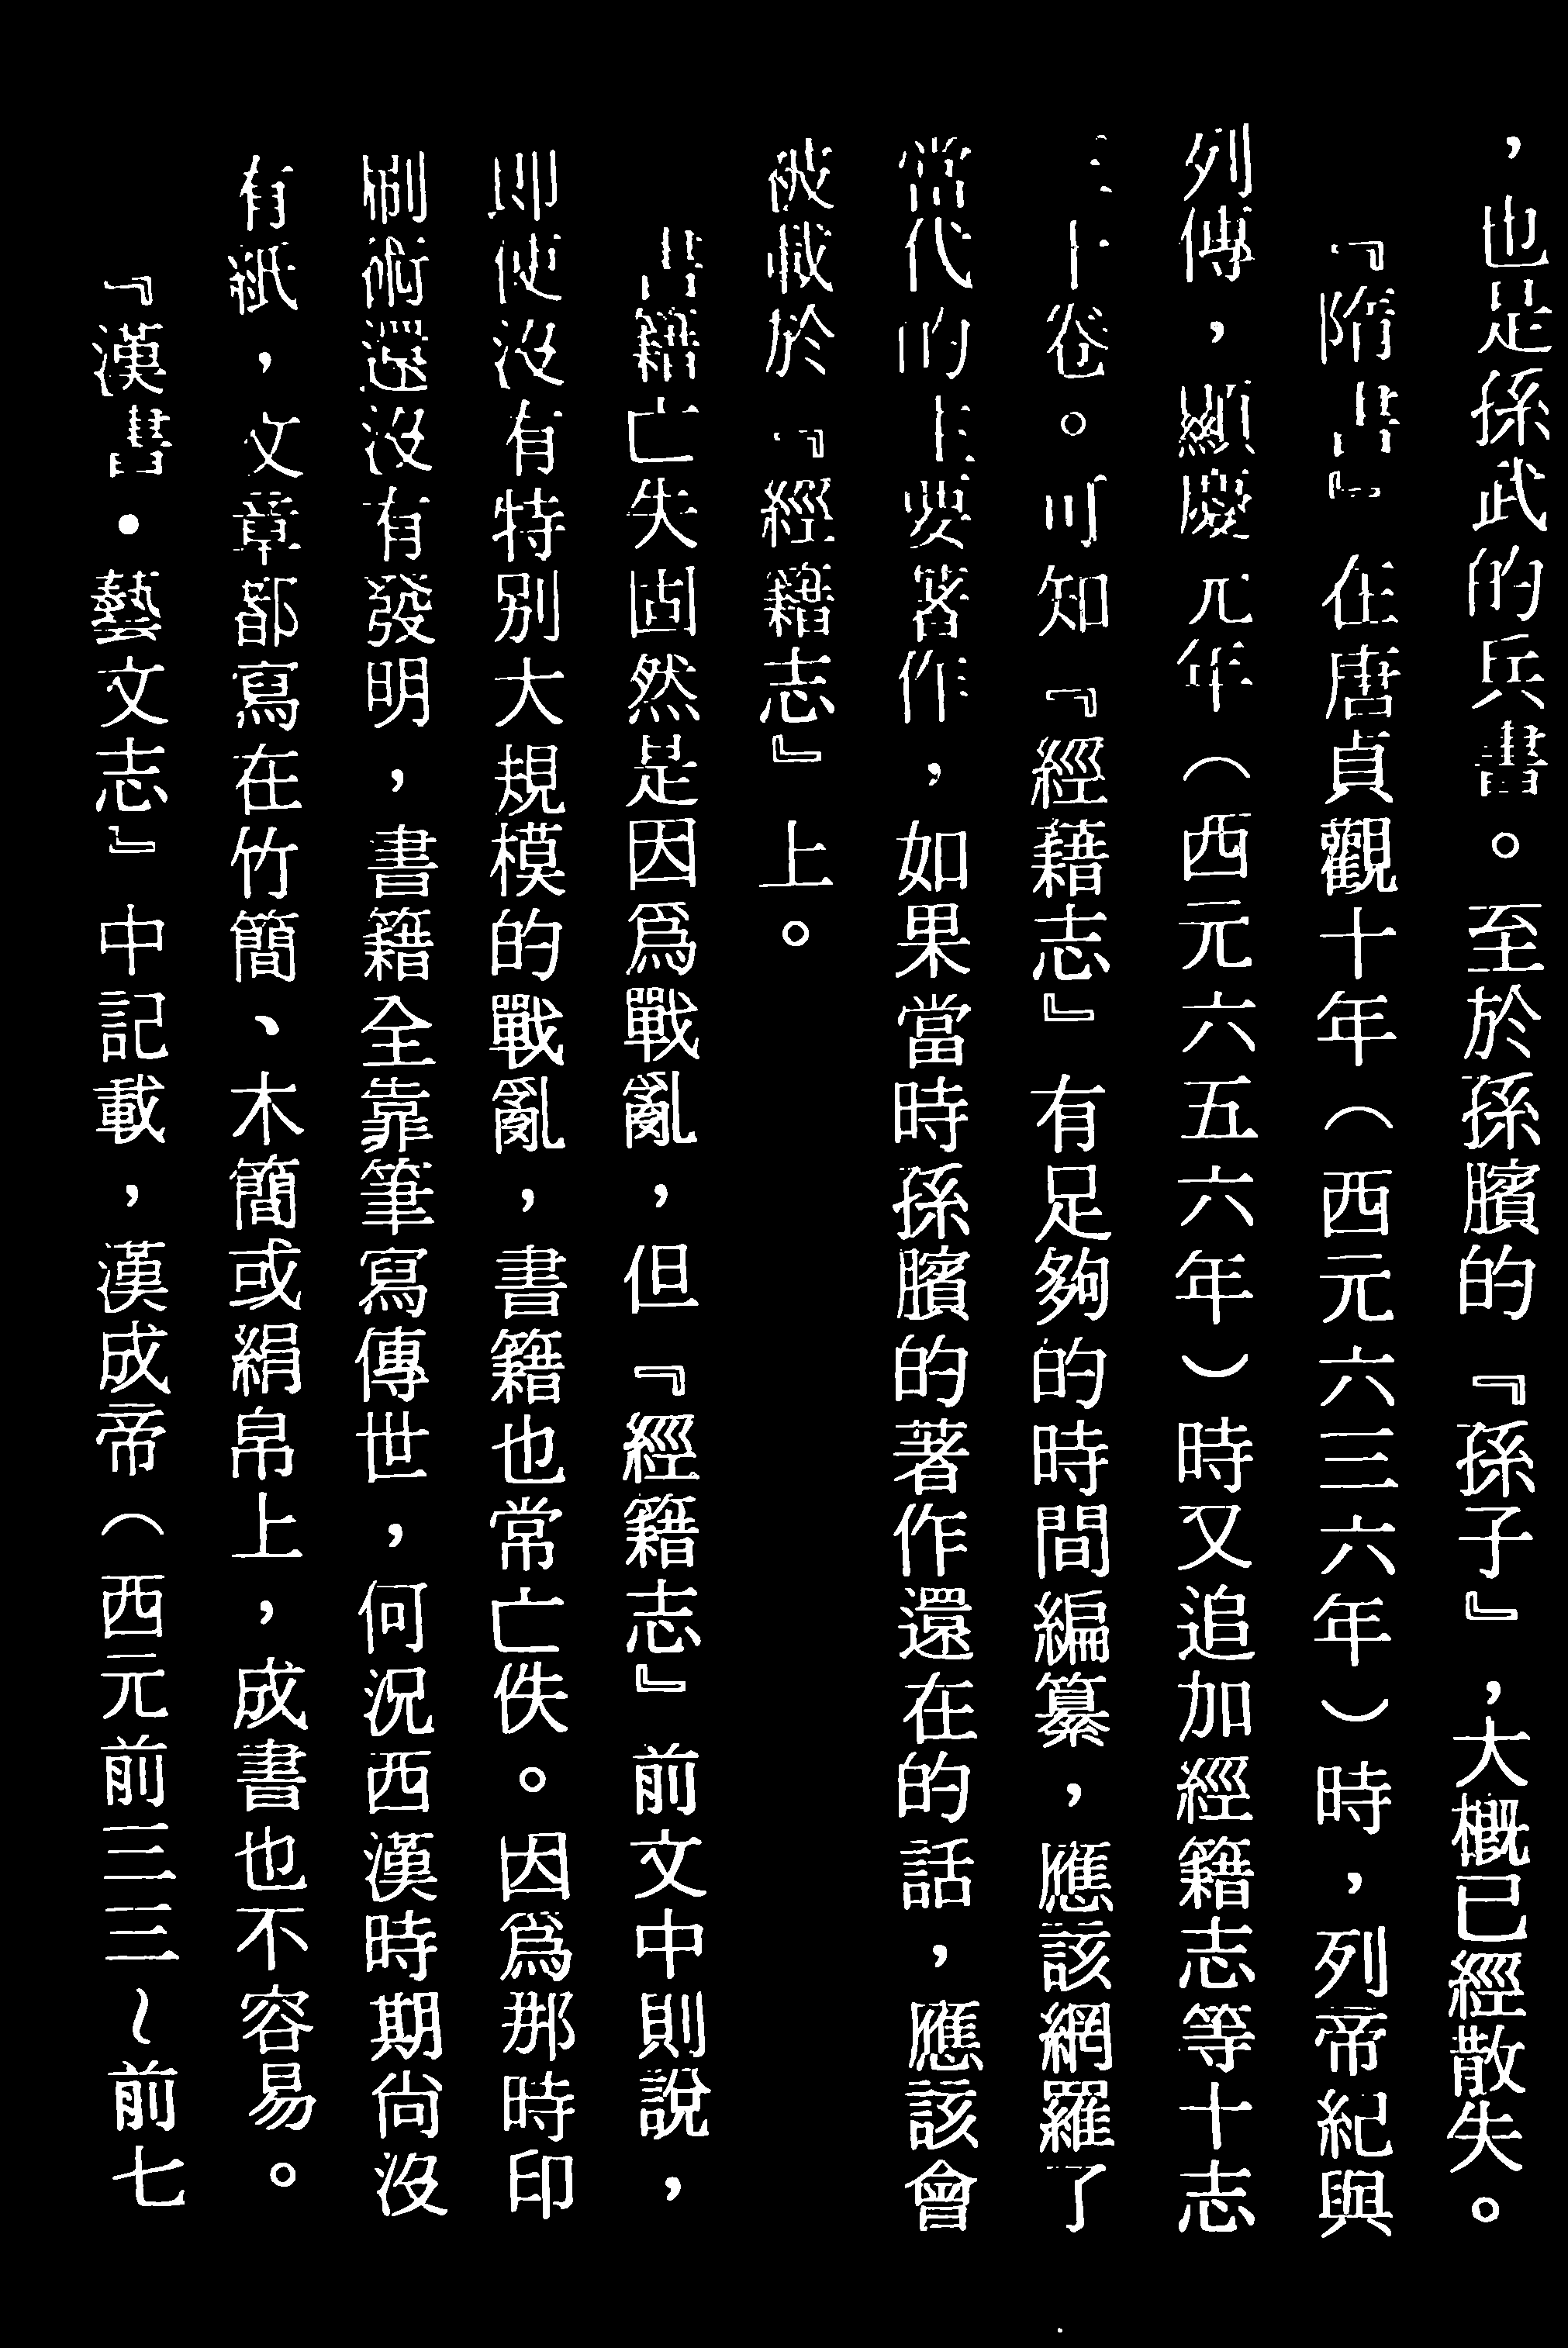 ，也是孫武的兵書。至於孫臏的『孫子』，大概已經散失。
『隋書』在唐貞觀十年（西元六三六年）時，列帝紀與
列傳，顯慶元年（西元六五六年）時又追加經籍志等十志
三十卷。可知『經籍志』有足夠的時間編纂，應該網羅了
當代的主要著作，如果當時孫臏的著作還在的話，應該會
被載於『經籍志』上。
書籍亡失固然是因爲戰亂，但『經籍志』前文中則說，
即使沒有特別大規模的戰亂，書籍也常亡佚。因爲那時印
刷術還沒有發明，書籍全靠筆寫傳世，何況西漢時期尚沒
有紙，文章都寫在竹簡、木簡或絹帛上，成書也不容易。
『漢書・藝文志』中記載，漢成帝（西元前三三～前七